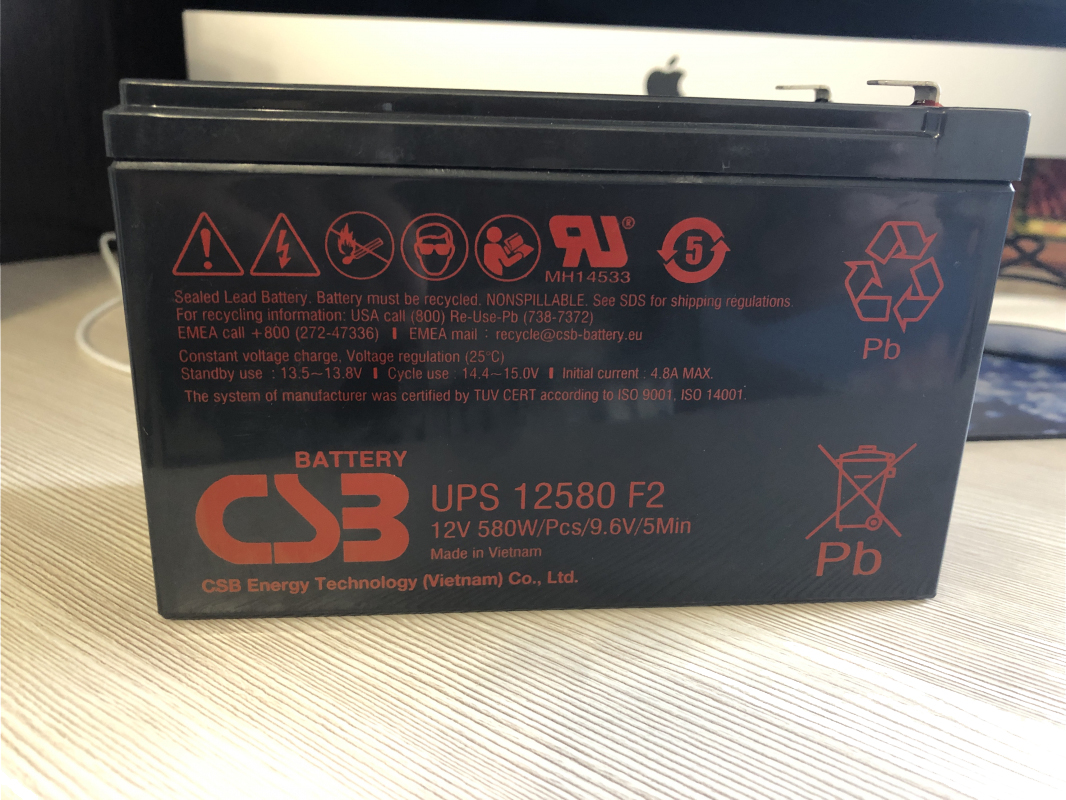 RU®
MH14533
5
Sealed Lead Battery. Battery must be recycled. NONSPILLABLE. See SDS for shipping regulations.
For recycling information: USA call (800) Re-Use-Pb (738-7372)
EMEA call +800 (272-47336) ▌ EMEA mail : recycle@csb-battery.eu
Constant voltage charge, Voltage regulation (25°C)
Standby use : 13.5~13.8V ▌ Cycle use : 14.4~15.0V ▌ Initial current : 4.8A MAX.
The system of manufacturer was certified by TUV CERT according to ISO 9001, ISO 14001.
Pb
BATTERY
CSB
UPS 12580 F2
12V 580W/Pcs/9.6V/5Min
Made in Vietnam
CSB Energy Technology (Vietnam) Co., Ltd.
Pb